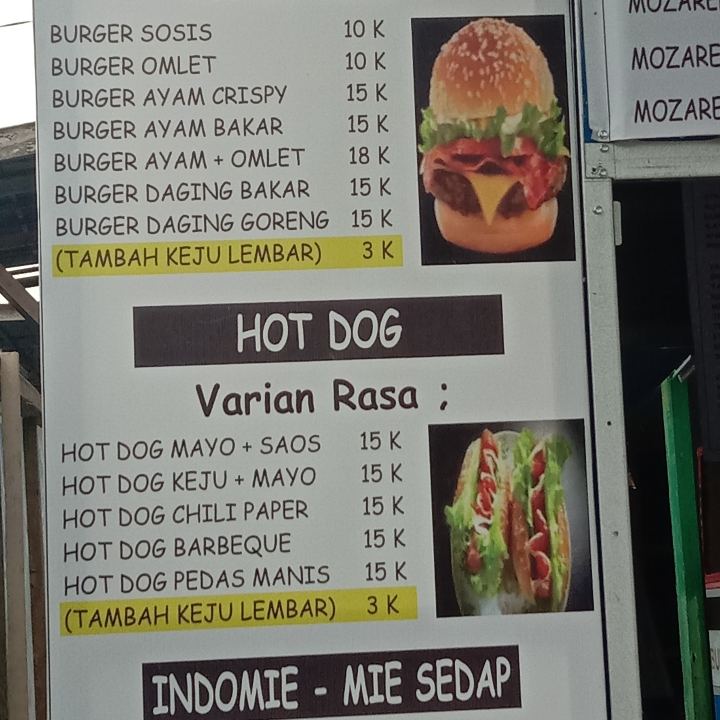 BURGER SOSIS 10 K
BURGER OMLET 10 K
BURGER AYAM CRISPY 15 K
BURGER AYAM BAKAR 15 K
BURGER AYAM + OMLET 18 K
BURGER DAGING BAKAR 15 K
BURGER DAGING GORENG 15 K
(TAMBAH KEJU LEMBAR) 3 K
HOT DOG
Varian Rasa ;
HOT DOG MAYO + SAOS 15 K
HOT DOG KEJU + MAYO 15 K
HOT DOG CHILI PAPER 15 K
HOT DOG BARBEQUE 15 K
HOT DOG PEDAS MANIS 15 K
(TAMBAH KEJU LEMBAR) 3 K
INDOMIE - MIE SEDAP